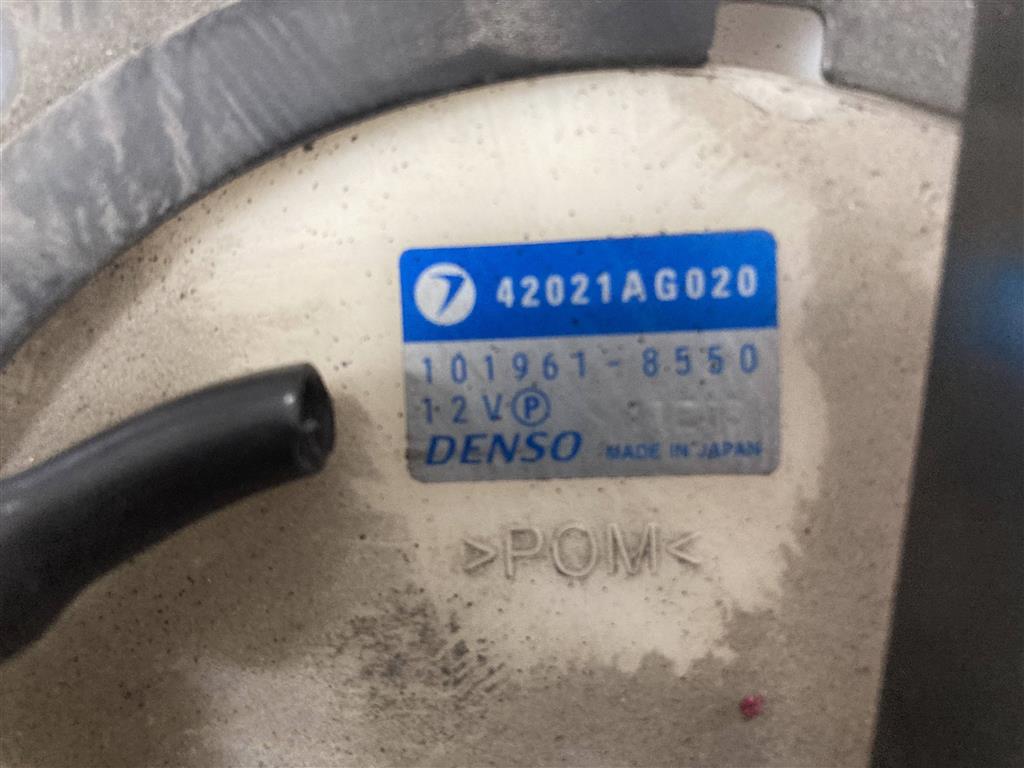 42021AG020
101961-8550
12V Ⓟ
DENSO MADE IN JAPAN
>POM<